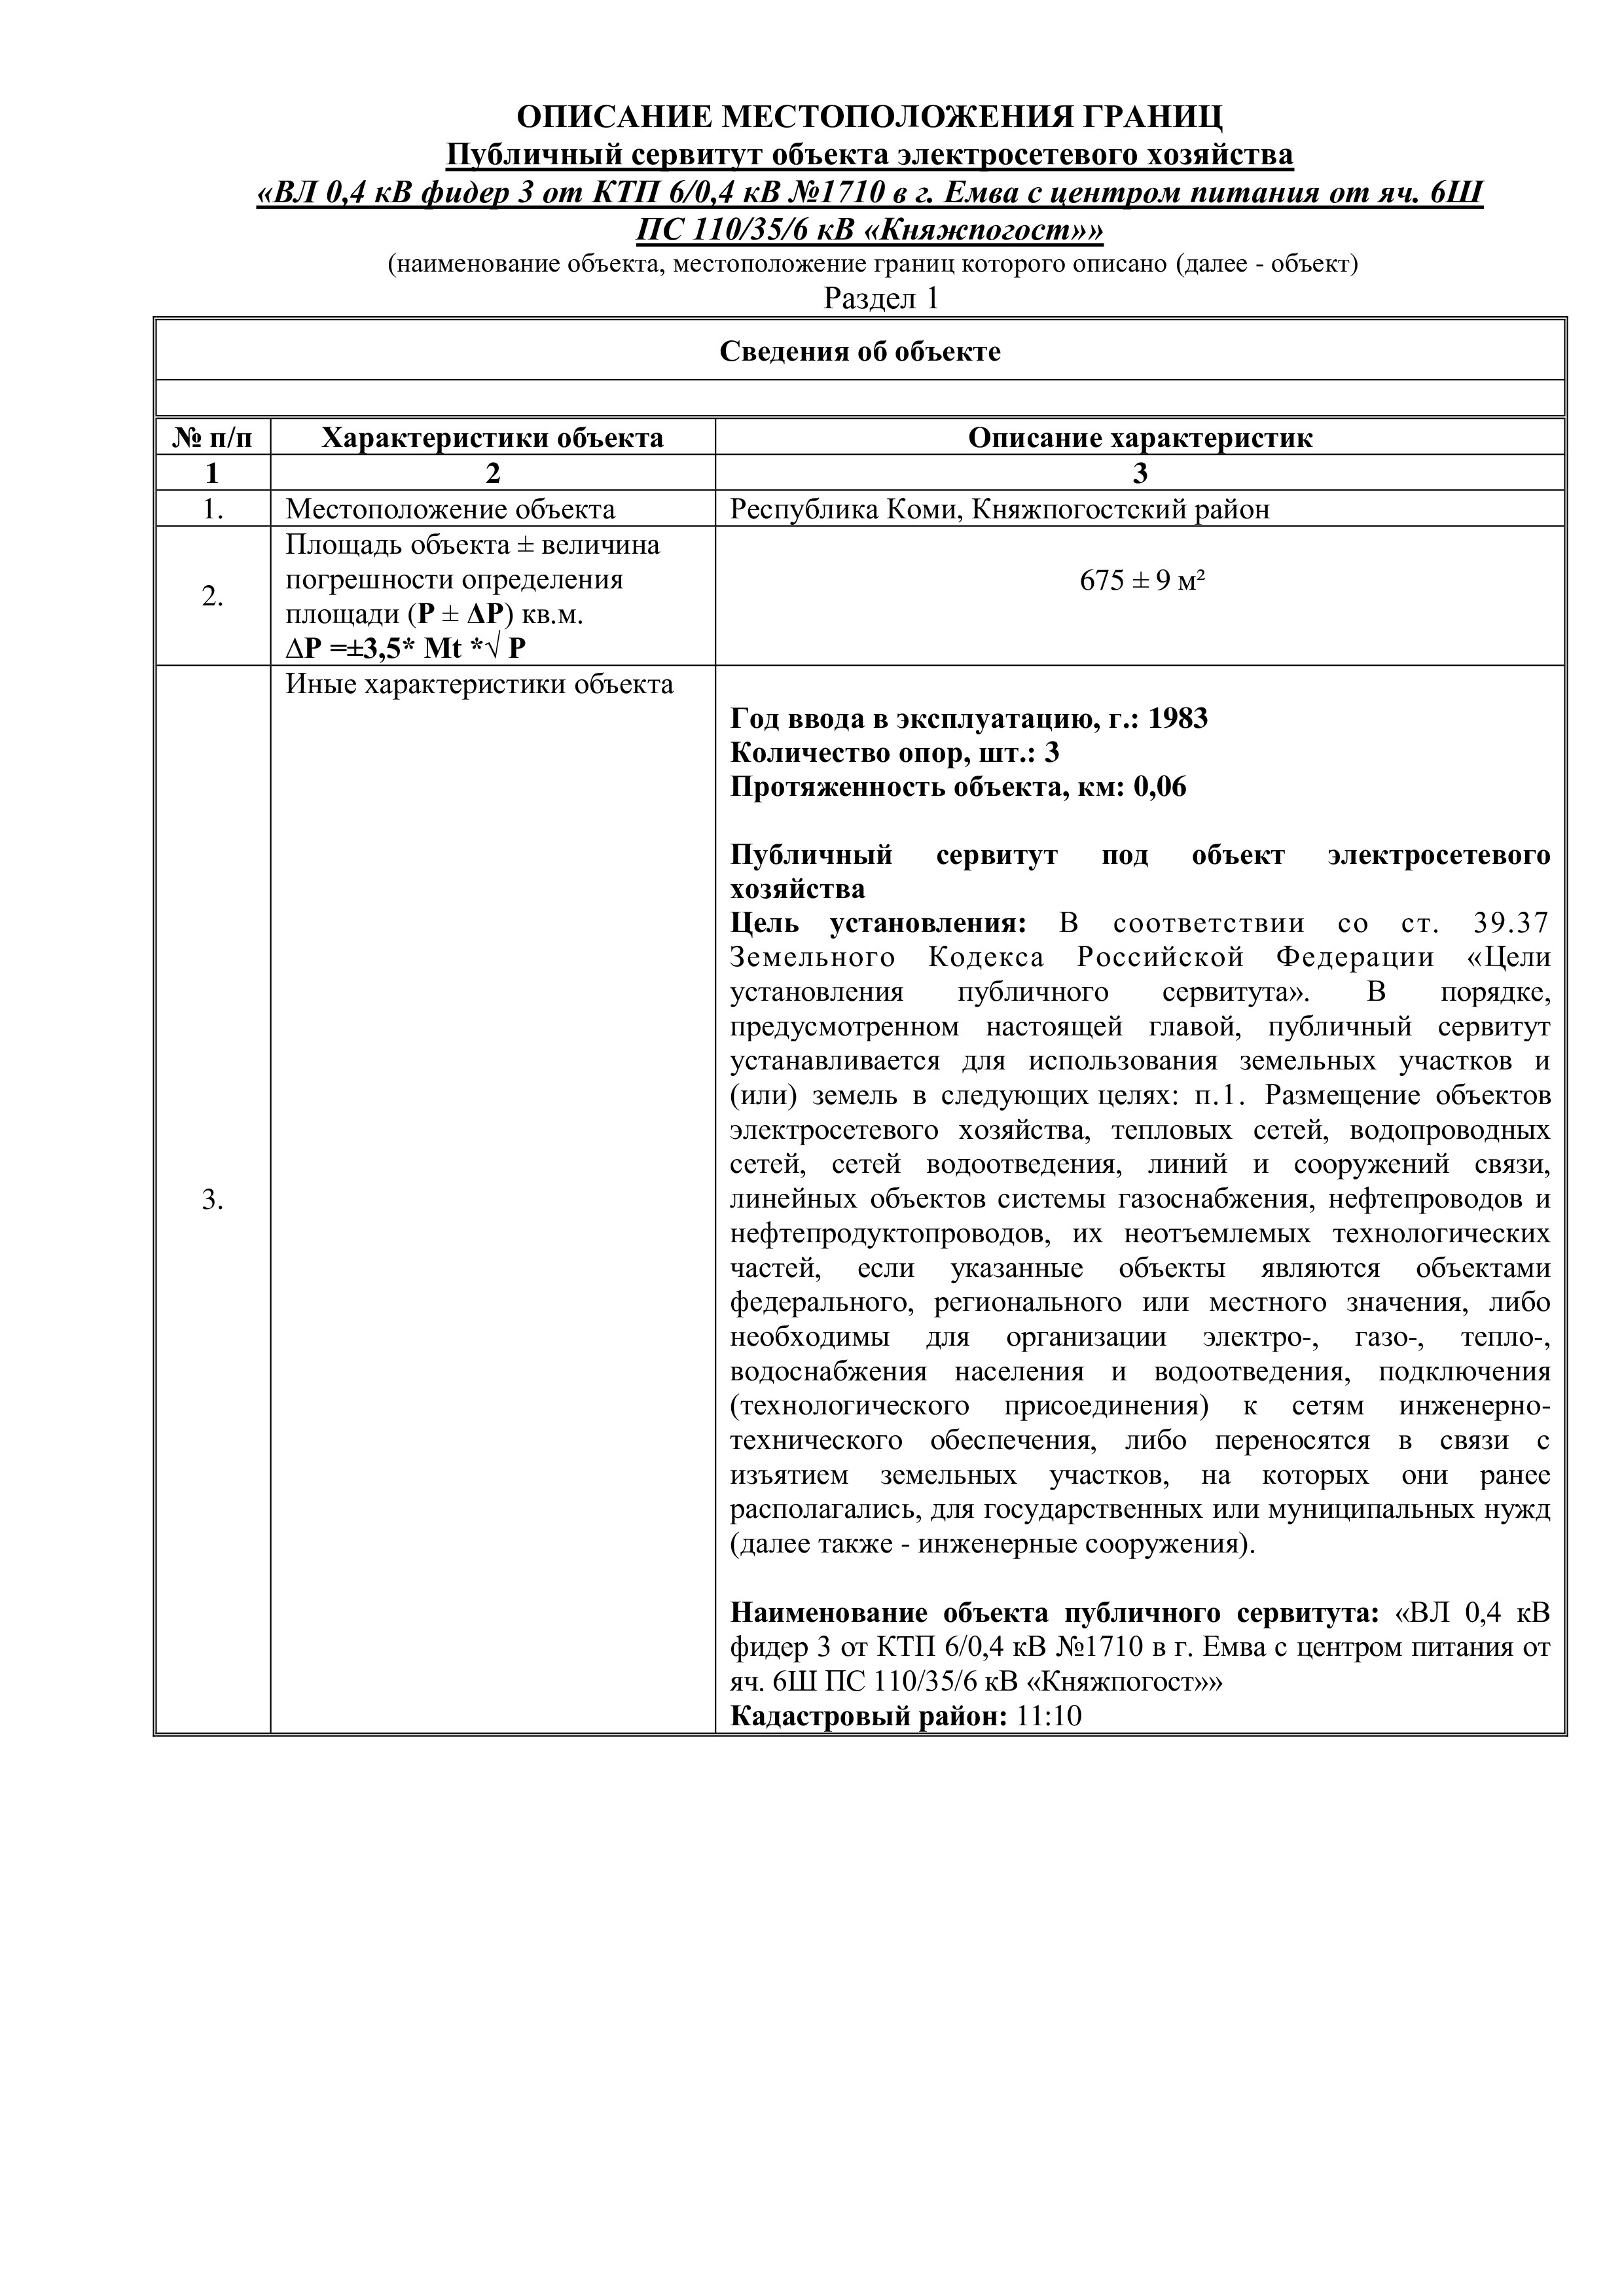 ОПИСАНИЕ МЕСТОПОЛОЖЕНИЯ ГРАНИЦ
Публичный сервитут объекта электросетевого хозяйства
«ВЛ 0,4 кВ фидер 3 от КТП 6/0,4 кВ №1710 в г. Емва с центром питания от яч. 6Ш
ПС 110/35/6 кВ «Княжпогост»»
(наименование объекта, местоположение границ которого описано (далее - объект)
Раздел 1
Сведения об объекте
№ п/п Характеристики объекта Описание характеристик
1 2 3
1. Местоположение объекта Республика Коми, Княжпогостский район
2.
Площадь объекта ± величина
погрешности определения
площади (P ± ΔP) кв.м.
ΔP =±3,5* Mt *√ P
675 ± 9 м²
3.
Иные характеристики объекта
Год ввода в эксплуатацию, г.: 1983
Количество опор, шт.: 3
Протяженность объекта, км: 0,06
Публичный сервитут под объект электросетевого
хозяйства
Цель установления: В соответствии со ст. 39.37
Земельного Кодекса Российской Федерации «Цели
установления публичного сервитута». В порядке,
предусмотренном настоящей главой, публичный сервитут
устанавливается для использования земельных участков и
(или) земель в следующих целях: п.1. Размещение объектов
электросетевого хозяйства, тепловых сетей, водопроводных
сетей, сетей водоотведения, линий и сооружений связи,
линейных объектов системы газоснабжения, нефтепроводов и
нефтепродуктопроводов, их неотъемлемых технологических
частей, если указанные объекты являются объектами
федерального, регионального или местного значения, либо
необходимы для организации электро-, газо-, тепло-,
водоснабжения населения и водоотведения, подключения
(технологического присоединения) к сетям инженерно-
технического обеспечения, либо переносятся в связи с
изъятием земельных участков, на которых они ранее
располагались, для государственных или муниципальных нужд
(далее также - инженерные сооружения).
Наименование объекта публичного сервитута: «ВЛ 0,4 кВ
фидер 3 от КТП 6/0,4 кВ №1710 в г. Емва с центром питания от
яч. 6Ш ПС 110/35/6 кВ «Княжпогост»»
Кадастровый район: 11:10